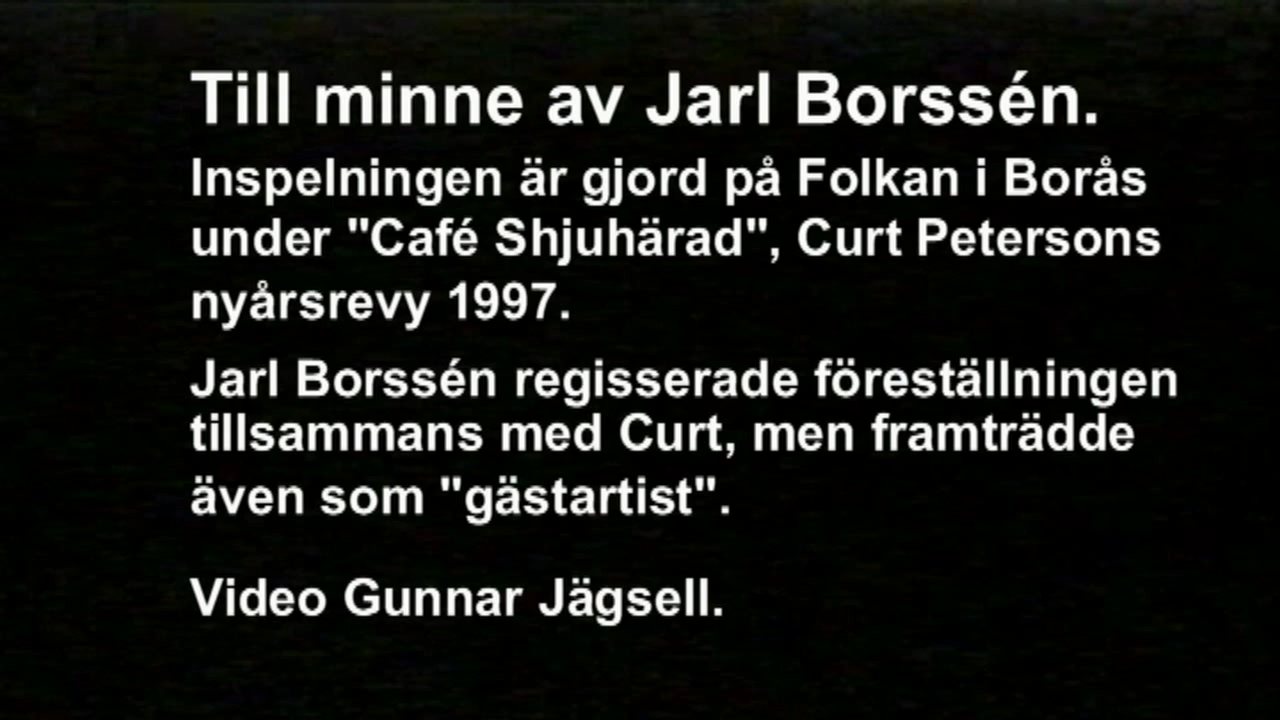 Till minne av Jarl Borssén.
Inspelningen är gjord på Folkan i Borås
under "Café Shjuhärad", Curt Petersons
nyårsrevy 1997.
Jarl Borssén regisserade föreställningen
tillsammans med Curt, men framträdde
även som "gästartist".
Video Gunnar Jägsell.